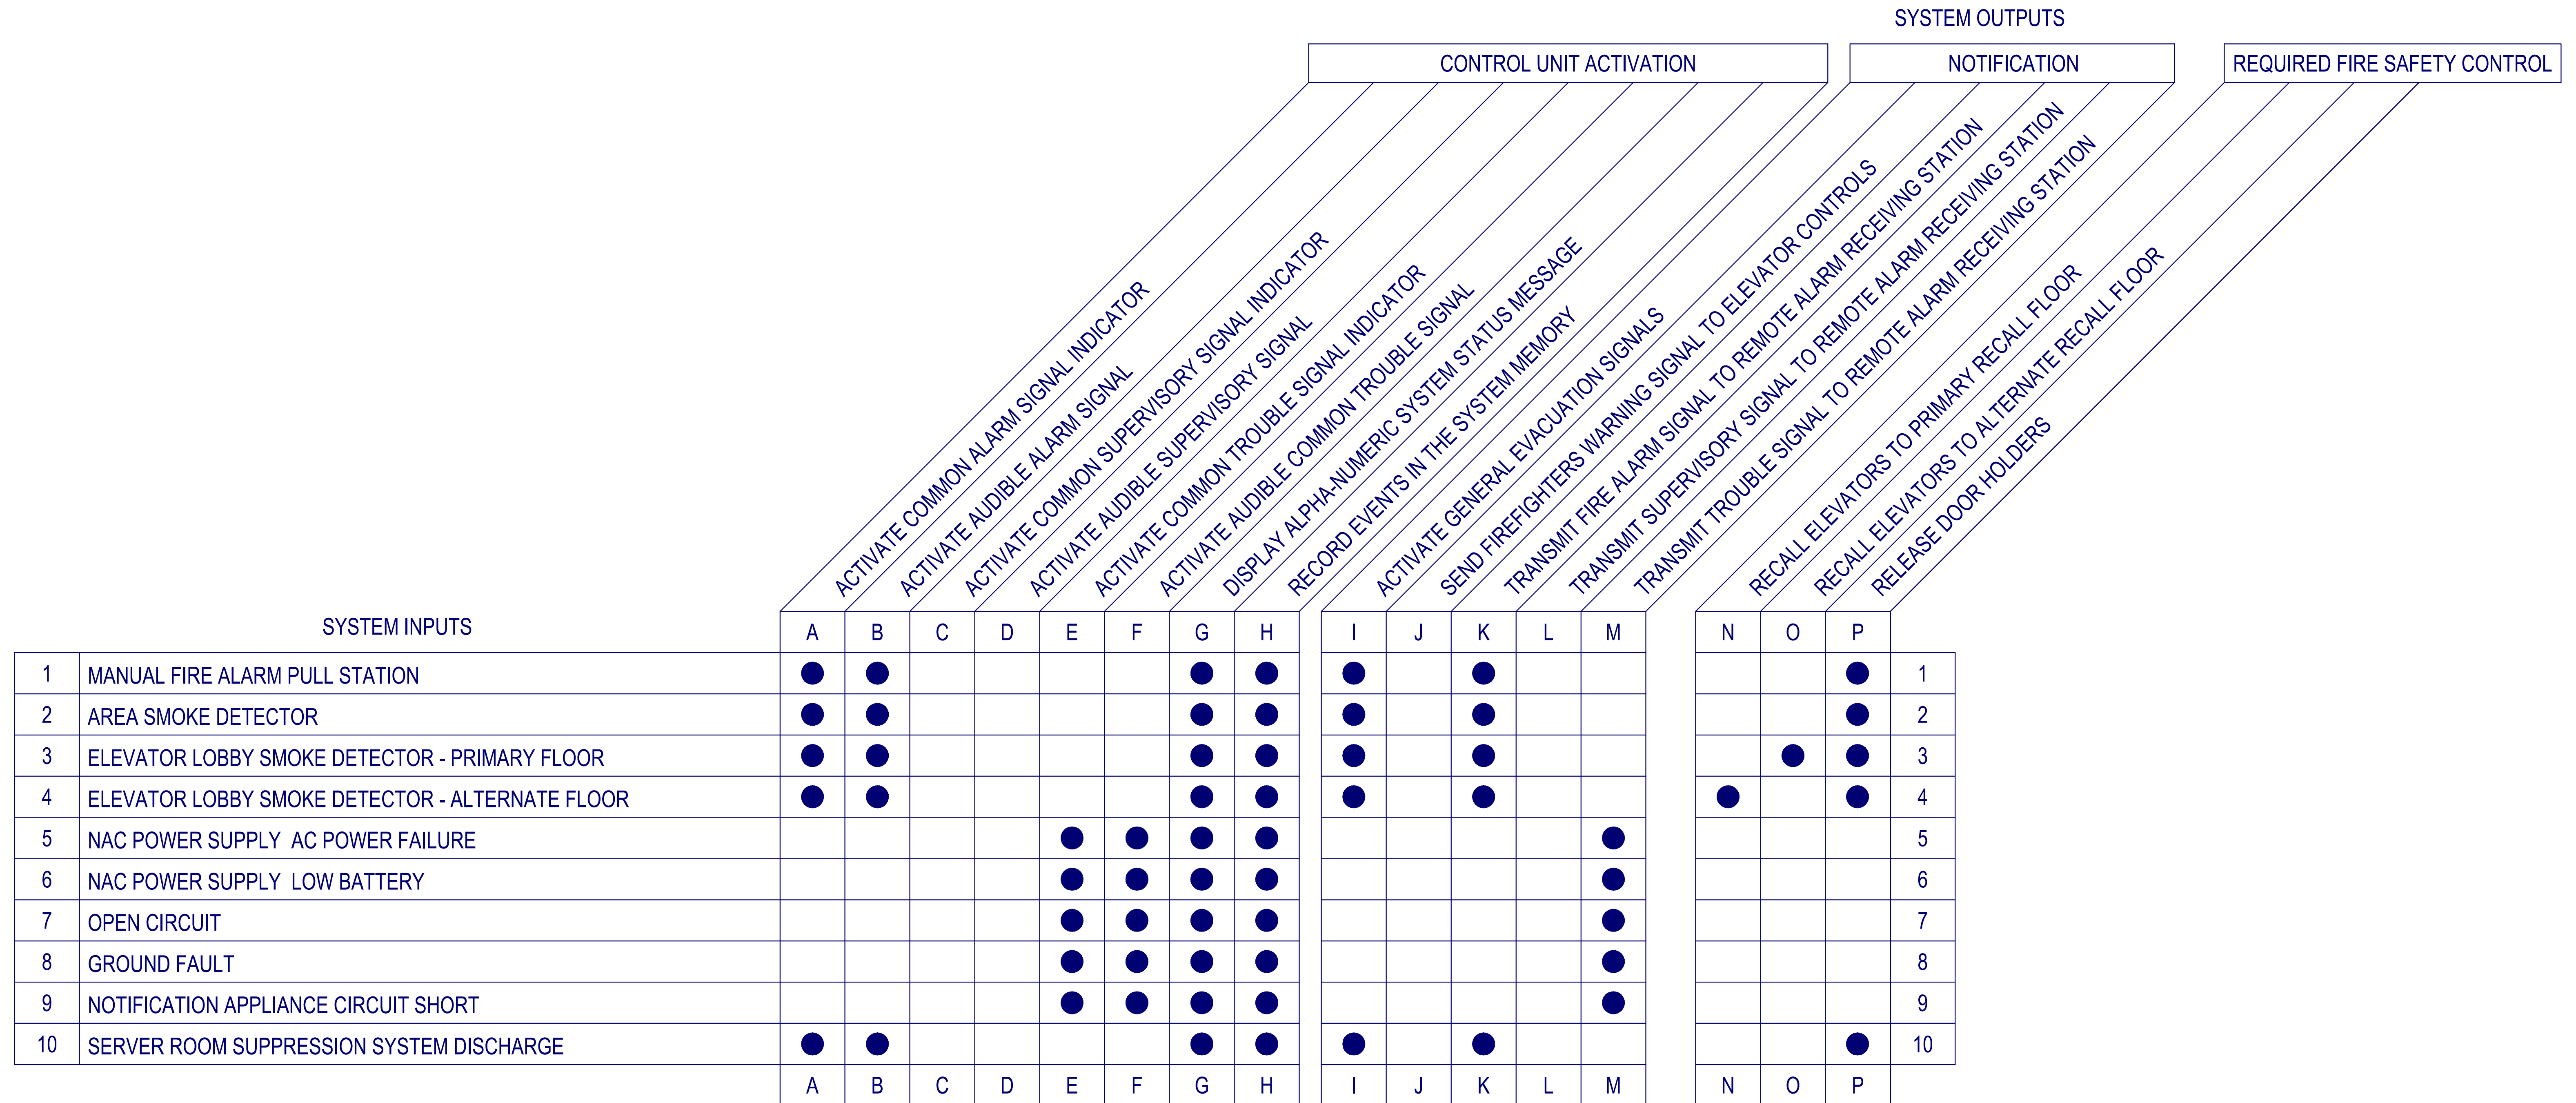 SYSTEM OUTPUTS
CONTROL UNIT ACTIVATION
NOTIFICATION
REQUIRED FIRE SAFETY CONTROL
ACTIVATE COMMON ALARM SIGNAL INDICATOR
ACTIVATE AUDIBLE ALARM SIGNAL
ACTIVATE COMMON SUPERVISORY SIGNAL INDICATOR
ACTIVATE AUDIBLE SUPERVISORY SIGNAL
ACTIVATE COMMON TROUBLE SIGNAL INDICATOR
ACTIVATE AUDIBLE COMMON TROUBLE SIGNAL
DISPLAY ALPHA-NUMERIC SYSTEM STATUS MESSAGE
RECORD EVENTS IN THE SYSTEM MEMORY
ACTIVATE GENERAL EVACUATION SIGNALS
SEND FIREFIGHTERS WARNING SIGNAL TO ELEVATOR CONTROLS
TRANSMIT FIRE ALARM SIGNAL TO REMOTE ALARM RECEIVING STATION
TRANSMIT SUPERVISORY SIGNAL TO REMOTE ALARM RECEIVING STATION
TRANSMIT TROUBLE SIGNAL TO REMOTE ALARM RECEIVING STATION
RECALL ELEVATORS TO PRIMARY RECALL FLOOR
RECALL ELEVATORS TO ALTERNATE RECALL FLOOR
RELEASE DOOR HOLDERS
SYSTEM INPUTS A B C D E F G H I J K L M N O P
1 MANUAL FIRE ALARM PULL STATION 1
2 AREA SMOKE DETECTOR 2
3 ELEVATOR LOBBY SMOKE DETECTOR - PRIMARY FLOOR 3
4 ELEVATOR LOBBY SMOKE DETECTOR - ALTERNATE FLOOR 4
5 NAC POWER SUPPLY AC POWER FAILURE 5
6 NAC POWER SUPPLY LOW BATTERY 6
7 OPEN CIRCUIT 7
8 GROUND FAULT 8
9 NOTIFICATION APPLIANCE CIRCUIT SHORT 9
10 SERVER ROOM SUPPRESSION SYSTEM DISCHARGE 10
A B C D E F G H I J K L M N O P